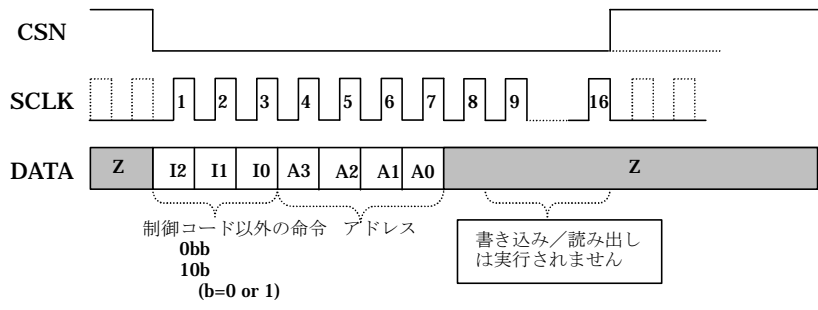 CSN
SCLK 1 2 3 4 5 6 7 8 9 16
DATA Z I2 I1 I0 A3 A2 A1 A0 Z
制御コード以外の命令 アドレス
0bb
10b
(b=0 or 1)
書き込み／読み出し
は実行されません